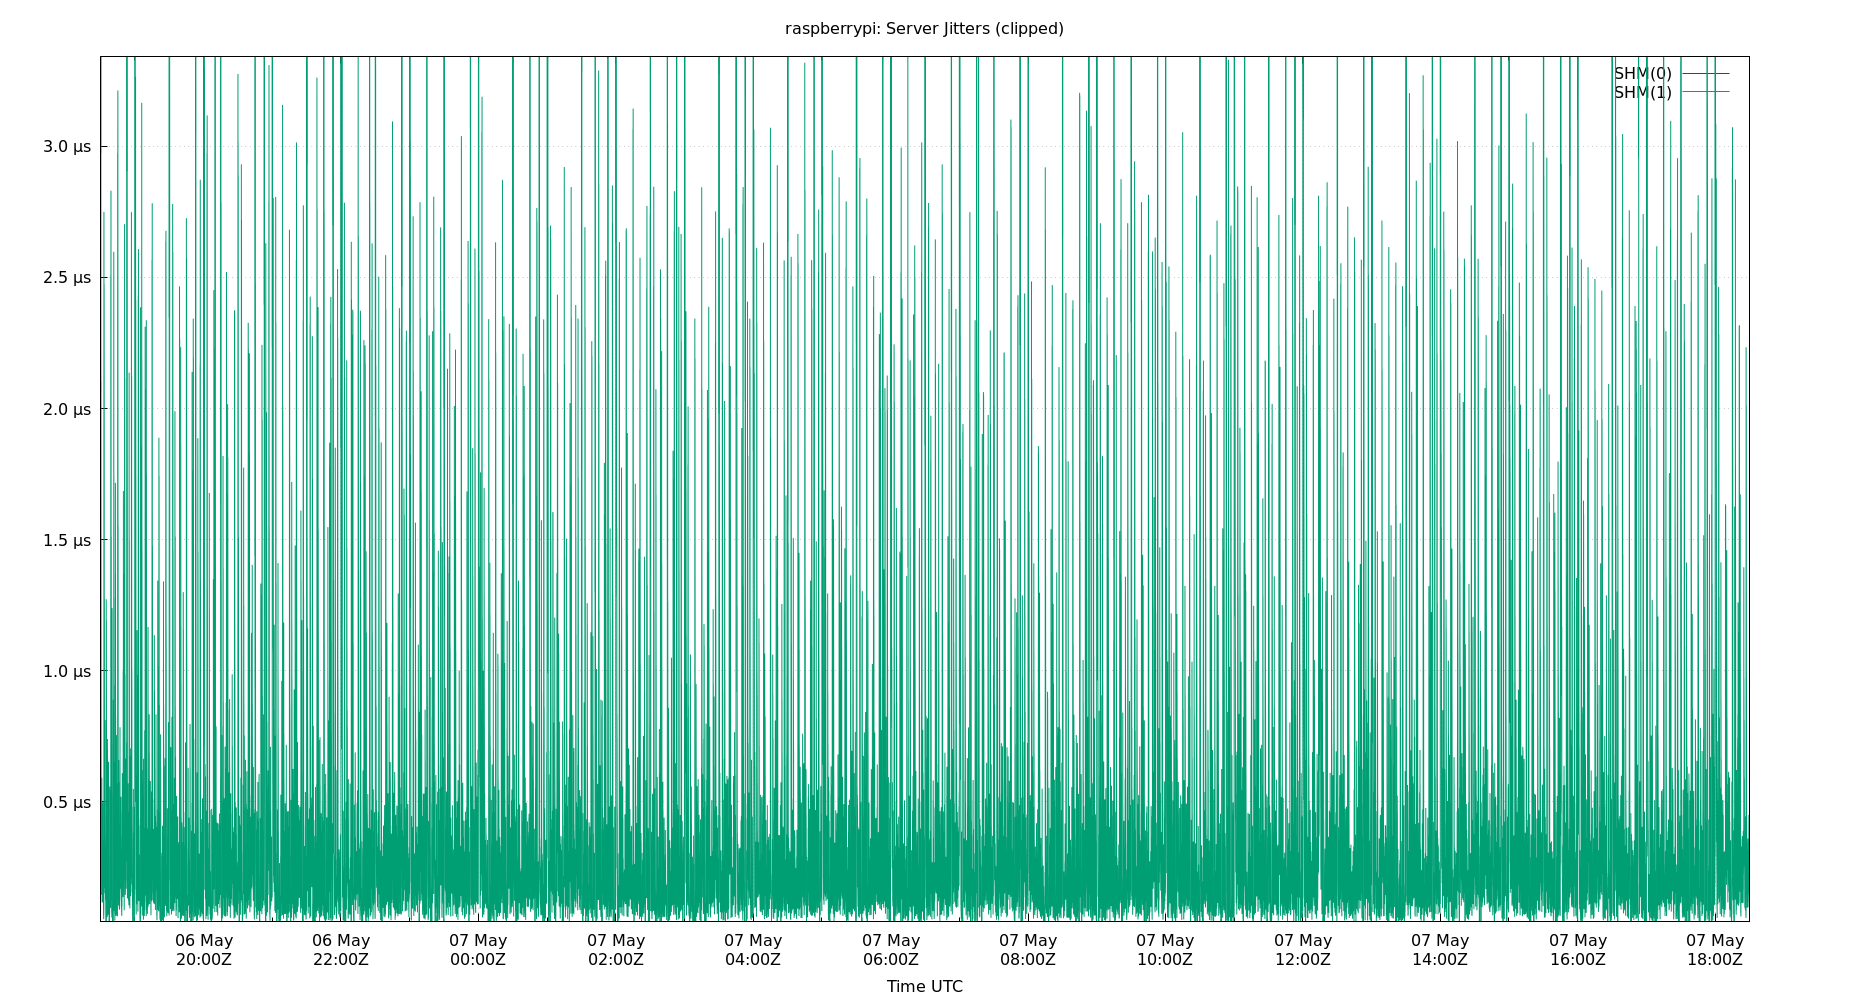 raspberrypi: Server Jitters (clipped)
SHM(0)
SHM(1)
3.0 µs
2.5 µs
2.0 µs
1.5 µs
1.0 µs
0.5 µs
06 May 06 May 07 May 07 May 07 May 07 May 07 May 07 May 07 May 07 May 07 May 07 May
20:00Z 22:00Z 00:00Z 02:00Z 04:00Z 06:00Z 08:00Z 10:00Z 12:00Z 14:00Z 16:00Z 18:00Z
Time UTC